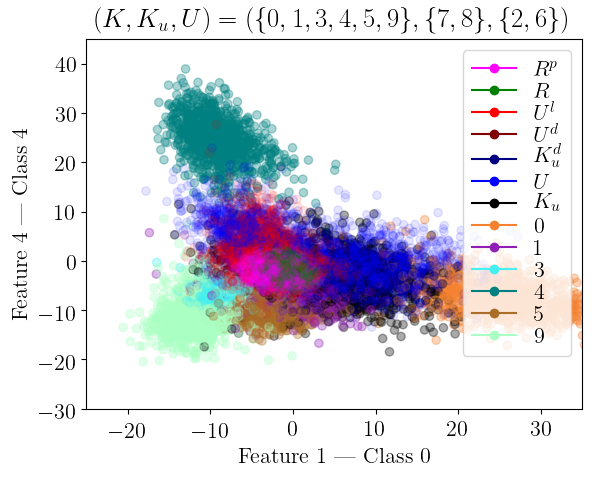 (K, K_u, U) = ({0, 1, 3, 4, 5, 9}, {7, 8}, {2, 6})
Feature 4 — Class 4
40
30
20
10
0
−10
−20
−30
R^p
R
U^l
U^d
K_u^d
U
K_u
0
1
3
4
5
9
−20 −10 0 10 20 30
Feature 1 — Class 0